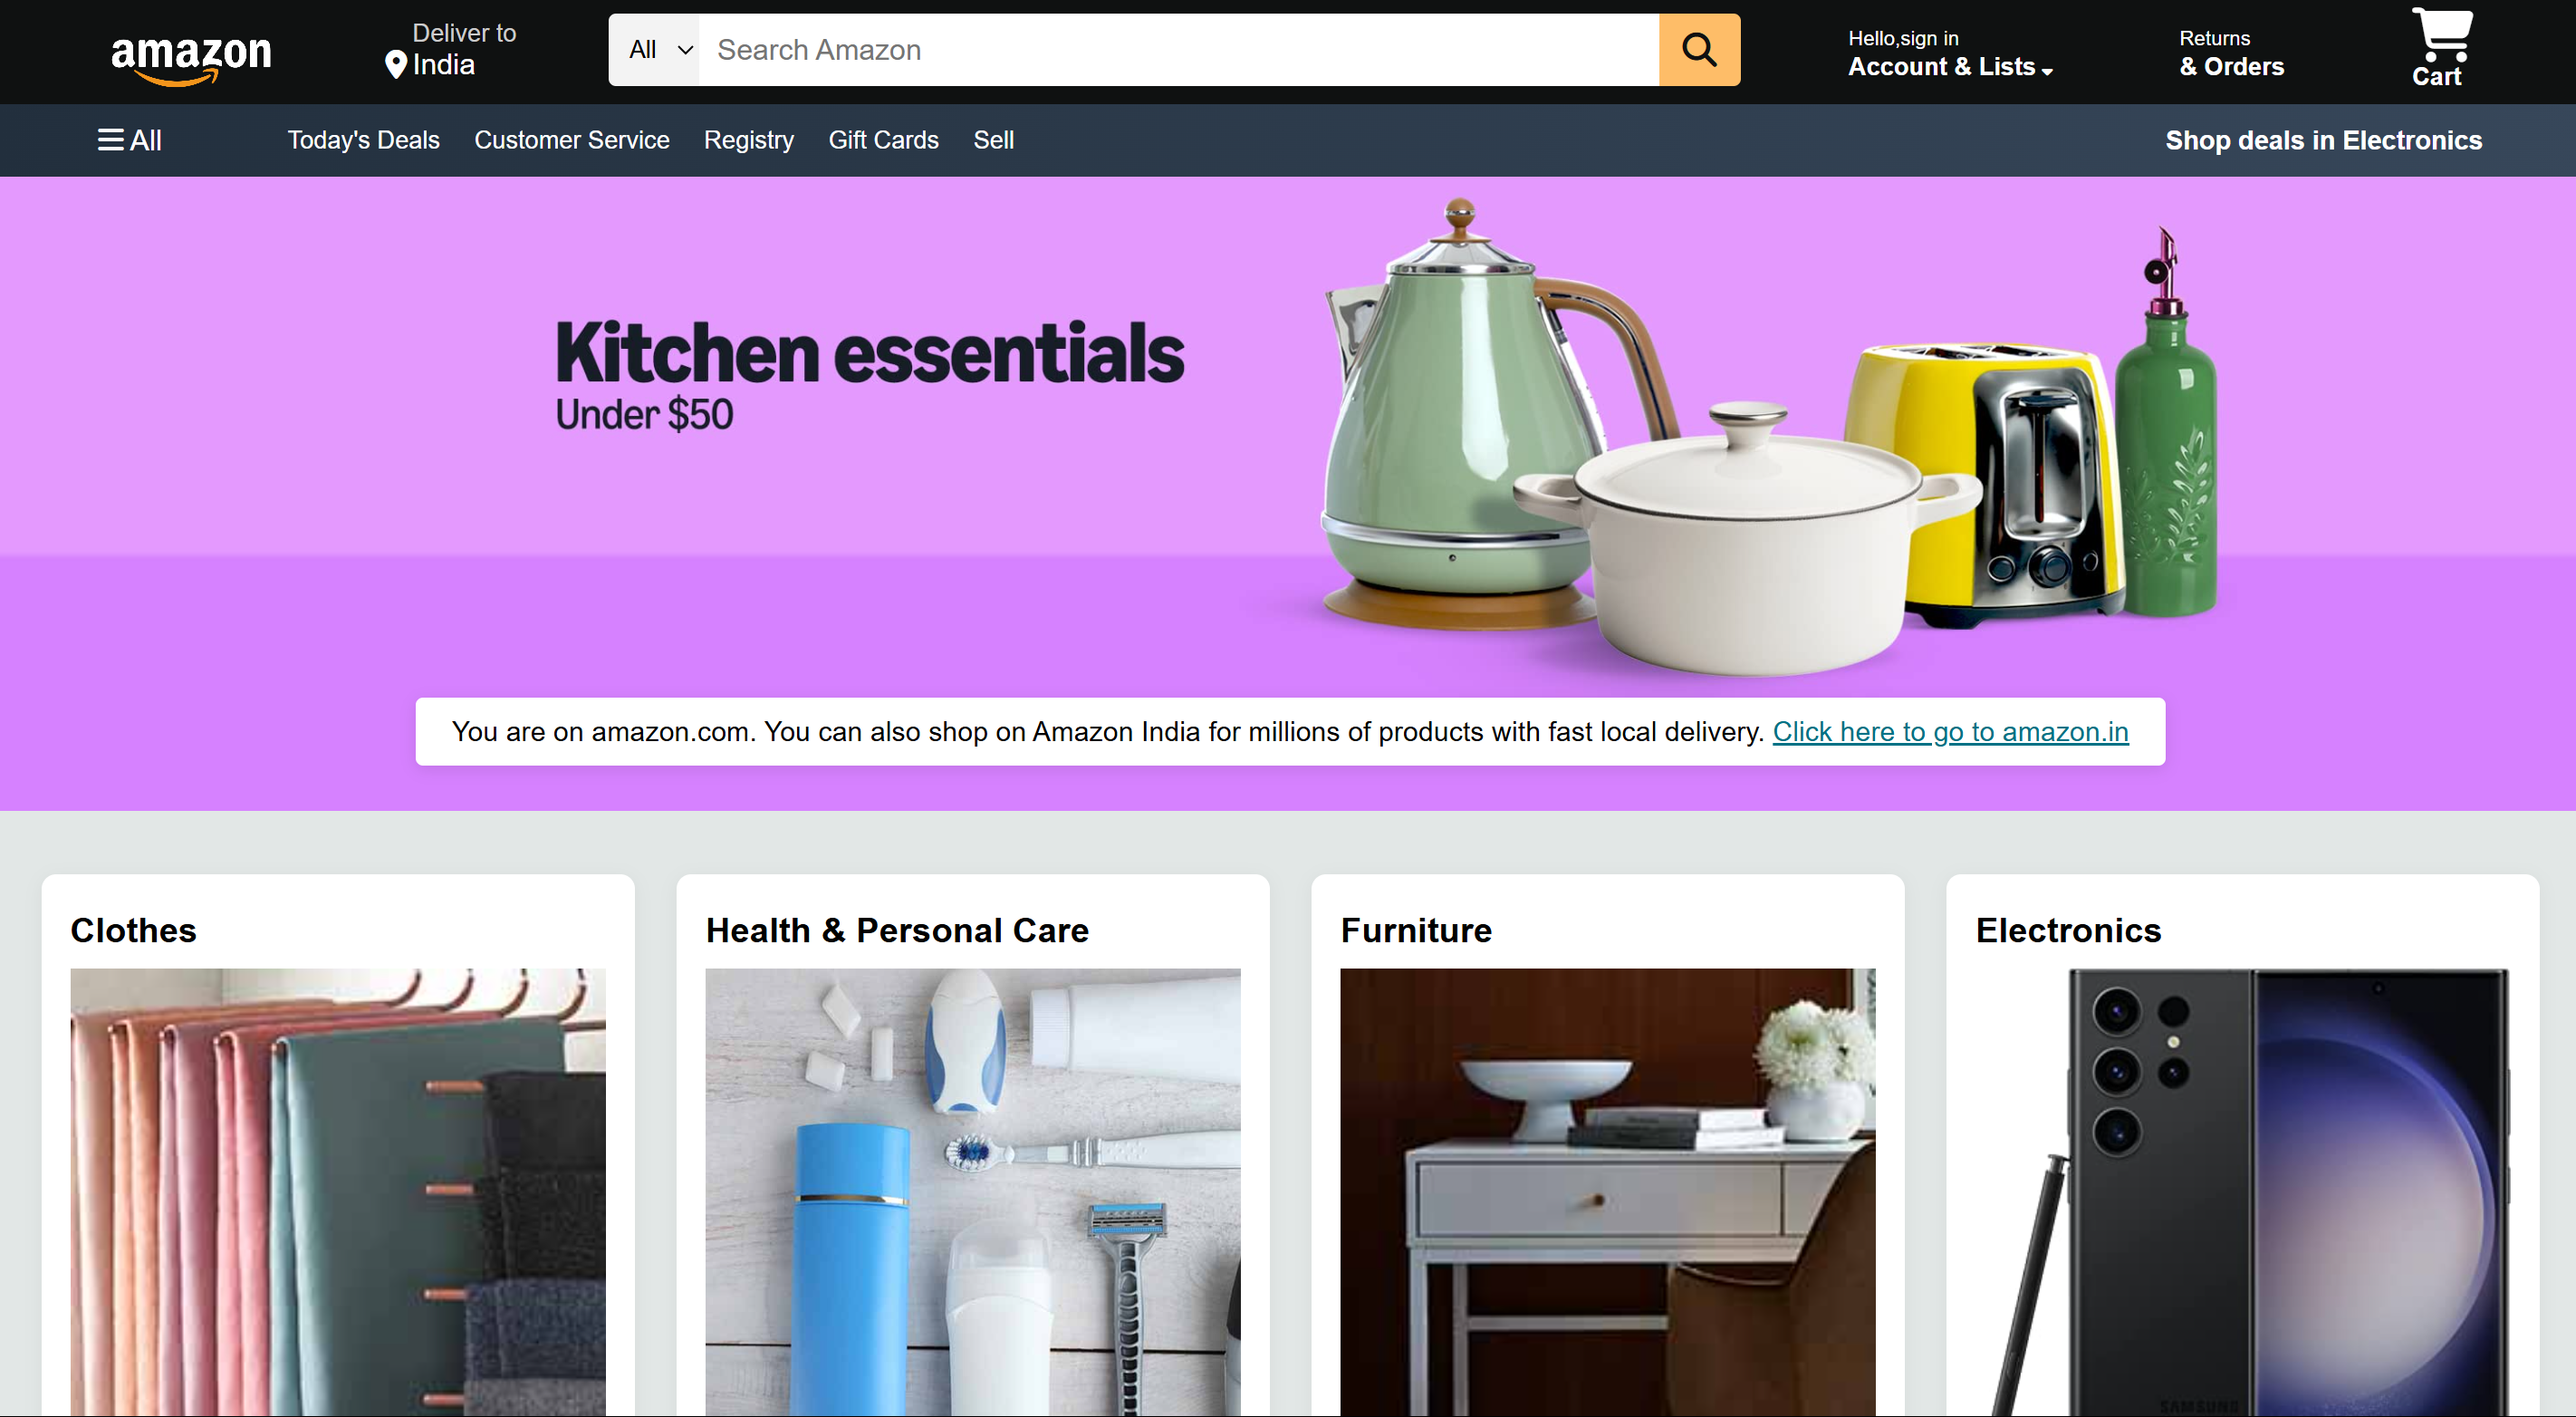 amazon
Deliver to
India
All
Search Amazon
Hello,sign in
Account & Lists
Returns
& Orders
Cart
All
Today's Deals
Customer Service
Registry
Gift Cards
Sell
Shop deals in Electronics
Kitchen essentials
Under $50
You are on amazon.com. You can also shop on Amazon India for millions of products with fast local delivery. Click here to go to amazon.in
Clothes
Health & Personal Care
Furniture
Electronics
SAMSUNG